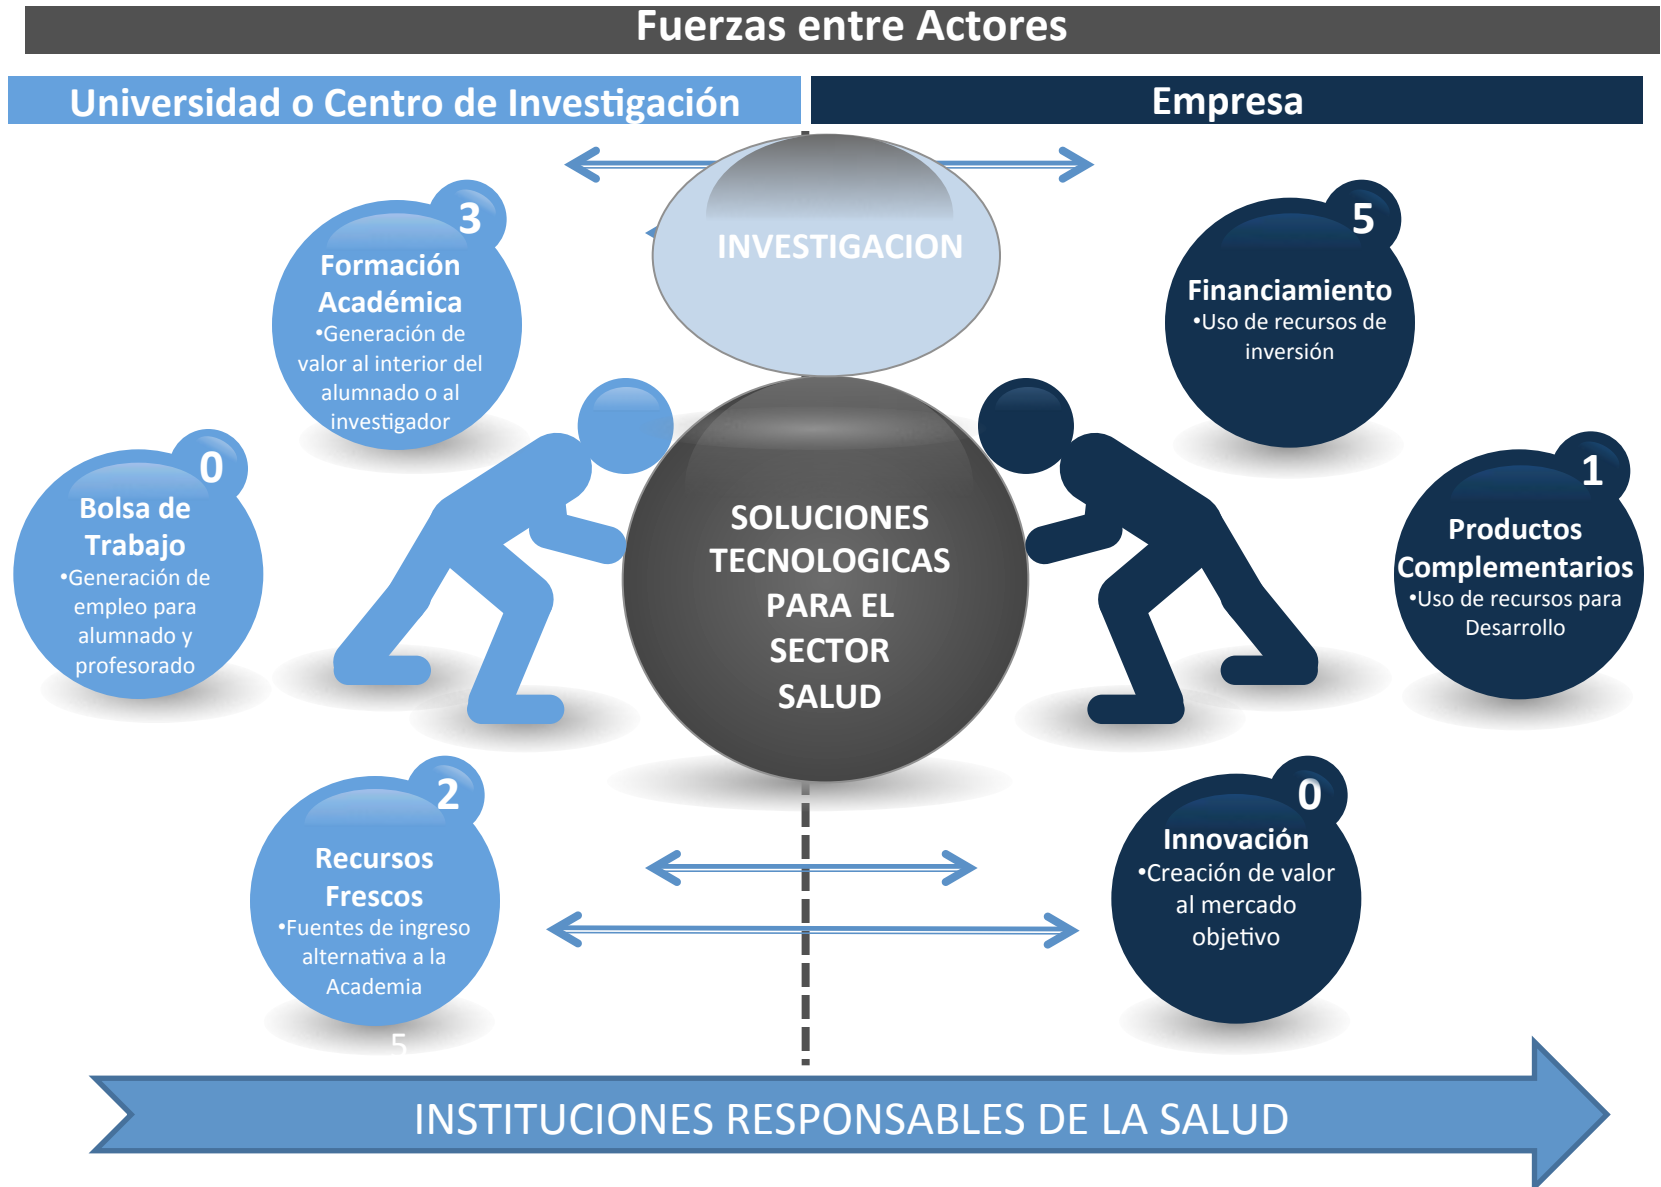 Fuerzas entre Actores
Universidad o Centro de Investigación
Empresa
INVESTIGACION
3
Formación
Académica
•Generación de
valor al interior del
alumnado o al
investigador
0
Bolsa de
Trabajo
•Generación de
empleo para
alumnado y
profesorado
2
Recursos
Frescos
•Fuentes de ingreso
alternativa a la
Academia
5
SOLUCIONES
TECNOLOGICAS
PARA EL
SECTOR
SALUD
5
Financiamiento
•Uso de recursos de
inversión
1
Productos
Complementarios
•Uso de recursos para
Desarrollo
0
Innovación
•Creación de valor
al mercado
objetivo
INSTITUCIONES RESPONSABLES DE LA SALUD